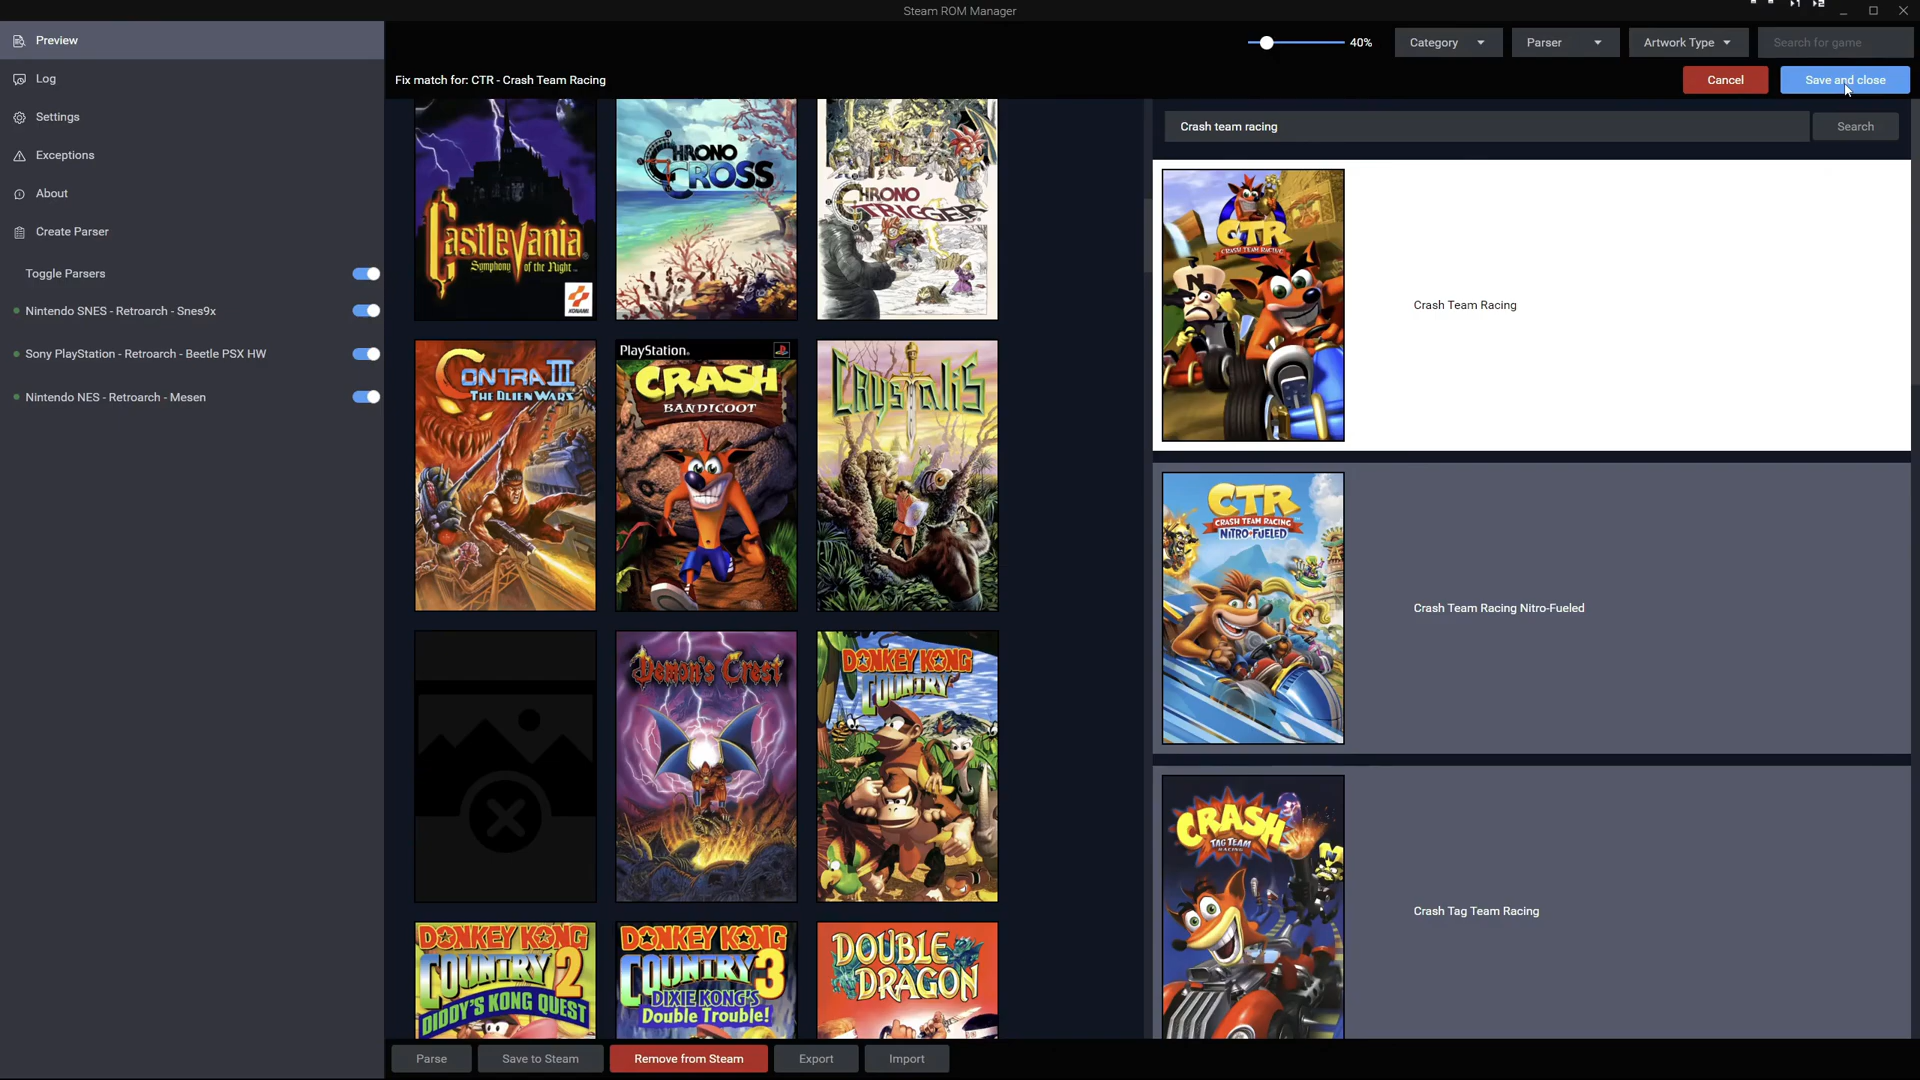 Steam ROM Manager
Preview
Log
Settings
Exceptions
About
Create Parser
Toggle Parsers
Nintendo SNES - Retroarch - Snes9x
Sony PlayStation - Retroarch - Beetle PSX HW
Nintendo NES - Retroarch - Mesen
40%
Category
Parser
Artwork Type
Search for game
Fix match for: CTR - Crash Team Racing
Cancel
Save and close
Castlevania
Symphony of the Night
KONAMI
CHRONO
CROSS
CHRONO
TRIGGER
CONTRA III
THE ALIEN WARS
PlayStation
CRASH
BANDICOOT
CRYSTALIS
Demon's Crest
DONKEY KONG
COUNTRY
DONKEY KONG
COUNTRY 2
DIDDY'S KONG QUEST
DONKEY KONG
COUNTRY 3
DIXIE KONG'S
Double Trouble!
DOUBLE
DRAGON
Crash team racing
Search
CTR
CRASH TEAM RACING
N
Crash Team Racing
CTR
CRASH TEAM RACING
NITRO-FUELED
Crash Team Racing Nitro-Fueled
CRASH
TAG TEAM
RACING
Crash Tag Team Racing
Parse
Save to Steam
Remove from Steam
Export
Import